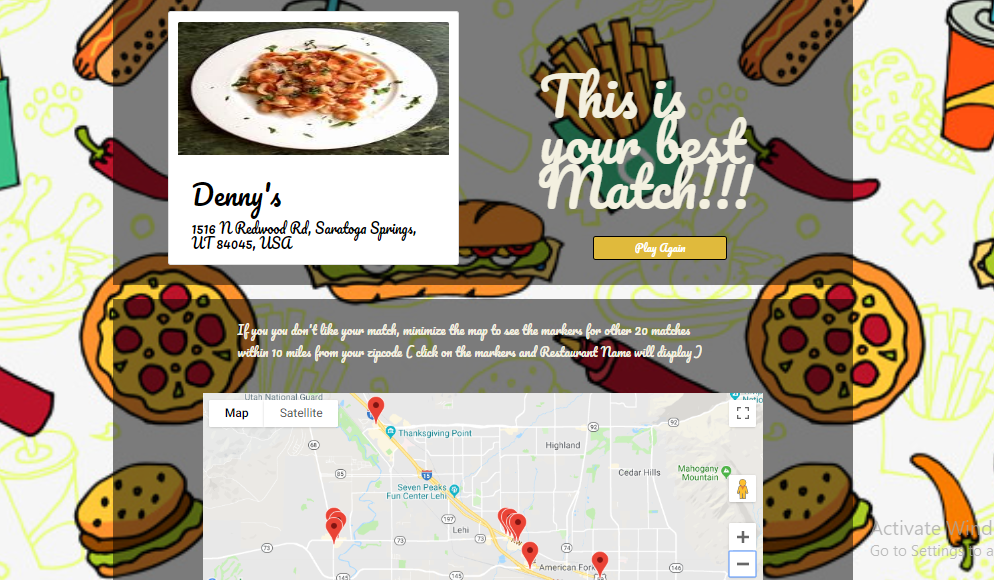 Denny's
1516 N Redwood Rd, Saratoga Springs,
UT 84045, USA
This is
your best
Match!!!
Play Again
If you you don't like your match, minimize the map to see the markers for other 20 matches
within 10 miles from your zipcode ( click on the markers and Restaurant Name will display )
Utah National Guard
Map
Satellite
Thanksgiving Point
92
92
Highland
68
85
15
Cedar Hills
Mahogany
Mountain
Seven Peaks
Fun Center Lehi
197
Lehi
73
73
74
American Fork
145
145
146
Activate Wind
Go to Settings to a